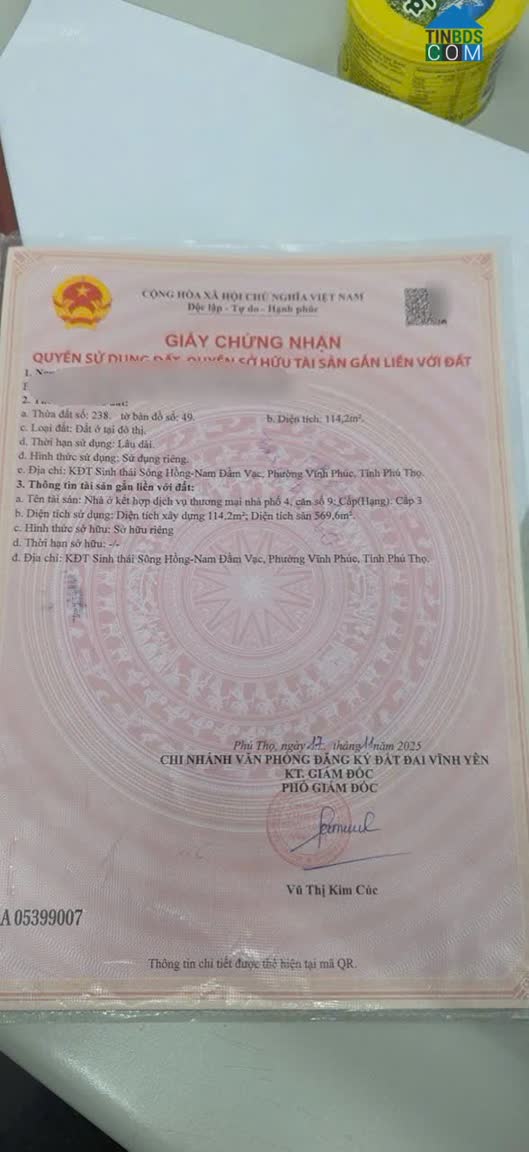 TINBDS
COM
CỘNG HÒA XÃ HỘI CHỦ NGHĨA VIỆT NAM
Độc lập - Tự do - Hạnh phúc
GIẤY CHỨNG NHẬN
QUYỀN SỬ DỤNG ĐẤT, QUYỀN SỞ HỮU TÀI SẢN GẮN LIỀN VỚI ĐẤT
1.
2.
a. Thửa đất số: 238. tờ bản đồ số: 49. b. Diện tích: 114,2m².
c. Loại đất: Đất ở tại đô thị.
d. Thời hạn sử dụng: Lâu dài.
đ. Hình thức sử dụng: Sử dụng riêng.
e. Địa chỉ: KĐT Sinh thái Sông Hồng-Nam Đầm Vạc, Phường Vĩnh Phúc, Tỉnh Phú Thọ.
3. Thông tin tài sản gắn liền với đất:
a. Tên tài sản: Nhà ở kết hợp dịch vụ thương mại nhà phố 4, căn số 9; Cấp(Hạng): Cấp 3
b. Diện tích sử dụng: Diện tích xây dựng 114,2m²; Diện tích sàn 569,6m².
c. Hình thức sở hữu: Sở hữu riêng
d. Thời hạn sở hữu: -/-
đ. Địa chỉ: KĐT Sinh thái Sông Hồng-Nam Đầm Vạc, Phường Vĩnh Phúc, Tỉnh Phú Thọ.
Phú Thọ, ngày 17 tháng 11 năm 2025
CHI NHÁNH VĂN PHÒNG ĐĂNG KÝ ĐẤT ĐAI VĨNH YÊN
KT. GIÁM ĐỐC
PHÓ GIÁM ĐỐC
Vũ Thị Kim Cúc
A 05399007
Thông tin chi tiết được thể hiện tại mã QR.